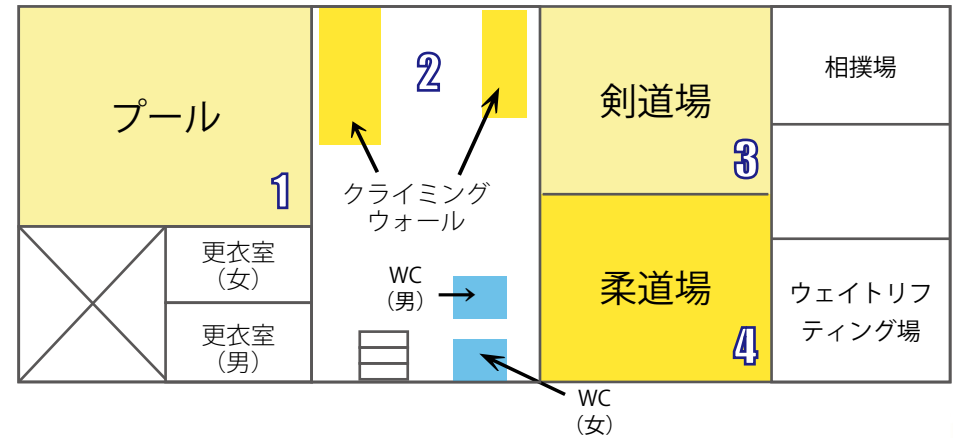 プール
1
更衣室
（女）
更衣室
（男）
2
クライミング
ウォール
WC
（男）
WC
（女）
剣道場
3
柔道場
4
相撲場
ウェイトリフ
ティング場